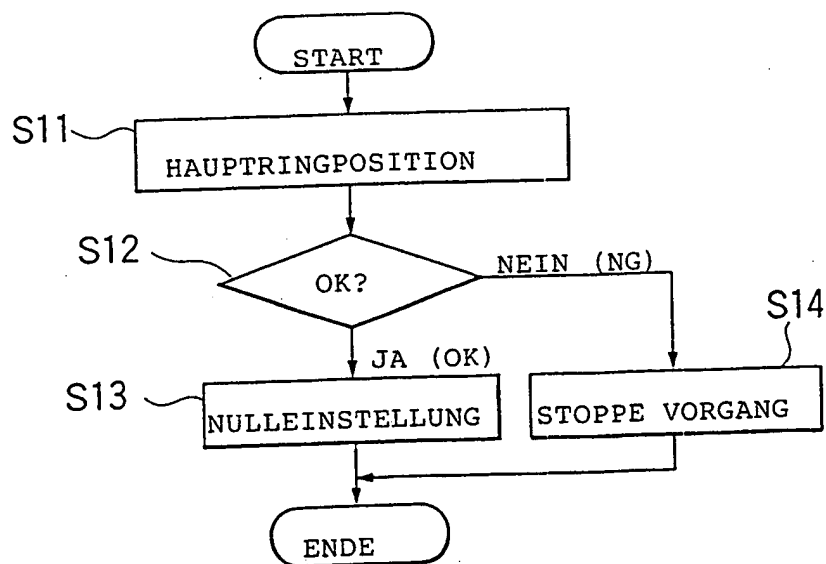 START
S11
HAUPTRINGPOSITION
S12
OK?
NEIN (NG)
JA (OK)
S13
NULLEINSTELLUNG
S14
STOPPE VORGANG
ENDE